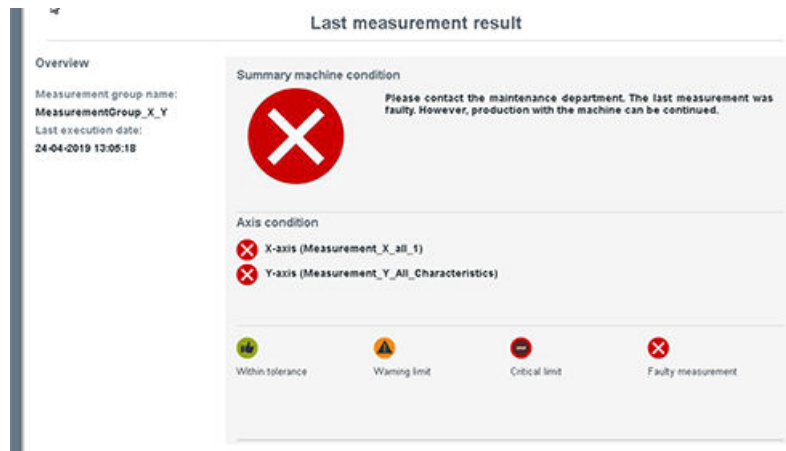 Last measurement result
Overview
Measurement group name:
MeasurementGroup_X_Y
Last execution date:
24-04-2019 13:05:18
Summary machine condition
Please contact the maintenance department. The last measurement was
faulty. However, production with the machine can be continued.
Axis condition
X-axis (Measurement_X_all_1)
Y-axis (Measurement_Y_All_Characteristics)
Within tolerance
Warning limit
Critical limit
Faulty measurement